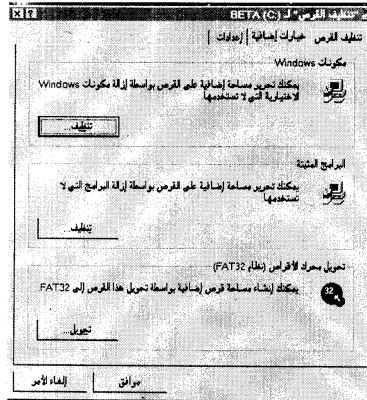 "تنظيف القرص" لـ BETA (C:)
تنظيف القرص خيارات إضافية إعدادات
مكونات Windows
يمكنك تحرير مساحة إضافية على القرص بواسطة إزالة مكونات Windows
الاختيارية التي لا تستخدمها
تنظيف...
البرامج المثبتة
يمكنك تحرير مساحة إضافية على القرص بواسطة إزالة البرامج التي لا
تستخدمها
تنظيف...
تحويل محرك الأقراص (نظام FAT32)
يمكنك إنشاء مساحة قرص إضافية بواسطة تحويل هذا القرص إلى FAT32
تحويل...
موافق
إلغاء الأمر